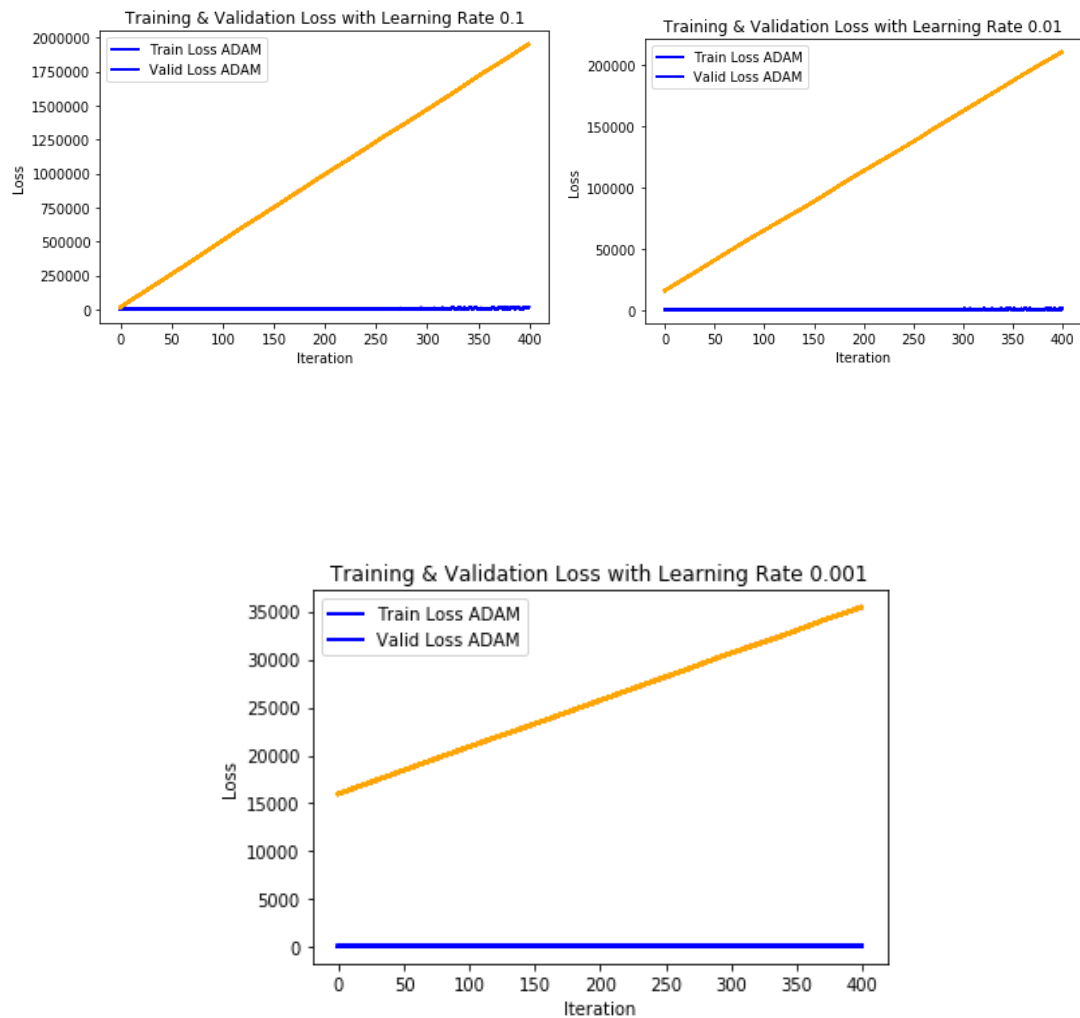 Training & Validation Loss with Learning Rate 0.1
Train Loss ADAM
Valid Loss ADAM
Loss
2000000
1750000
1500000
1250000
1000000
750000
500000
250000
0
0 50 100 150 200 250 300 350 400
Iteration
Training & Validation Loss with Learning Rate 0.01
Train Loss ADAM
Valid Loss ADAM
Loss
200000
150000
100000
50000
0
0 50 100 150 200 250 300 350 400
Iteration
Training & Validation Loss with Learning Rate 0.001
Train Loss ADAM
Valid Loss ADAM
Loss
35000
30000
25000
20000
15000
10000
5000
0
0 50 100 150 200 250 300 350 400
Iteration